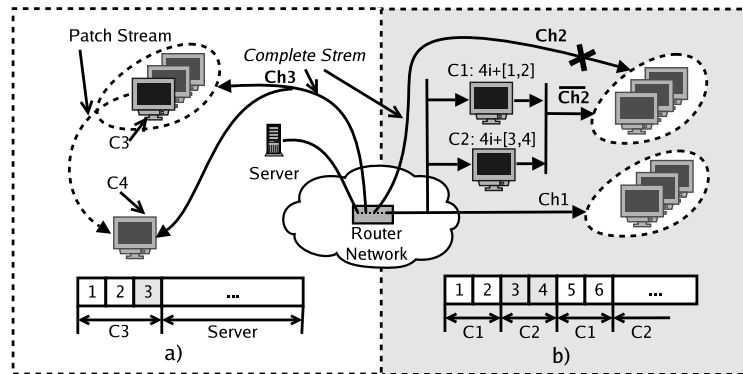 Patch Stream
Complete Strem
Ch3
Ch2
C1: 4i+[1,2]
Ch2
C2: 4i+[3,4]
C3
Server
C4
Ch1
Router
Network
1 2 3 ...
C3 Server
a)
1 2 3 4 5 6 ...
C1 C2 C1 C2
b)